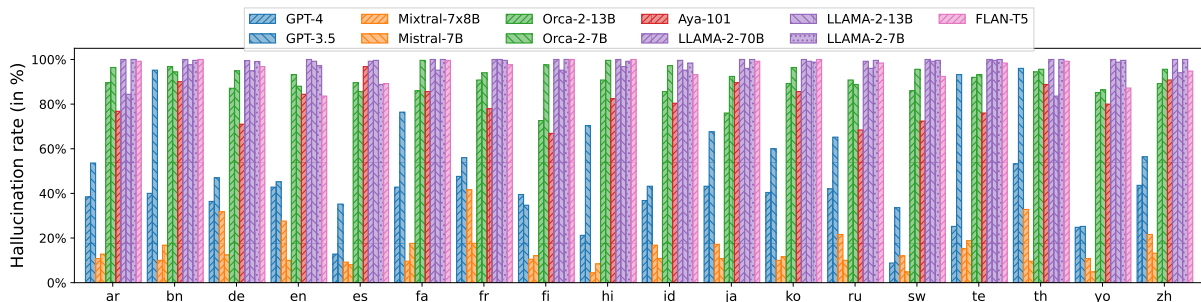 GPT-4 Mixtral-7x8B Orca-2-13B Aya-101 LLAMA-2-13B FLAN-T5
GPT-3.5 Mistral-7B Orca-2-7B LLAMA-2-70B LLAMA-2-7B
Hallucination rate (in %)
100%
80%
60%
40%
20%
0%
ar bn de en es fa fr fi hi id ja ko ru sw te th yo zh